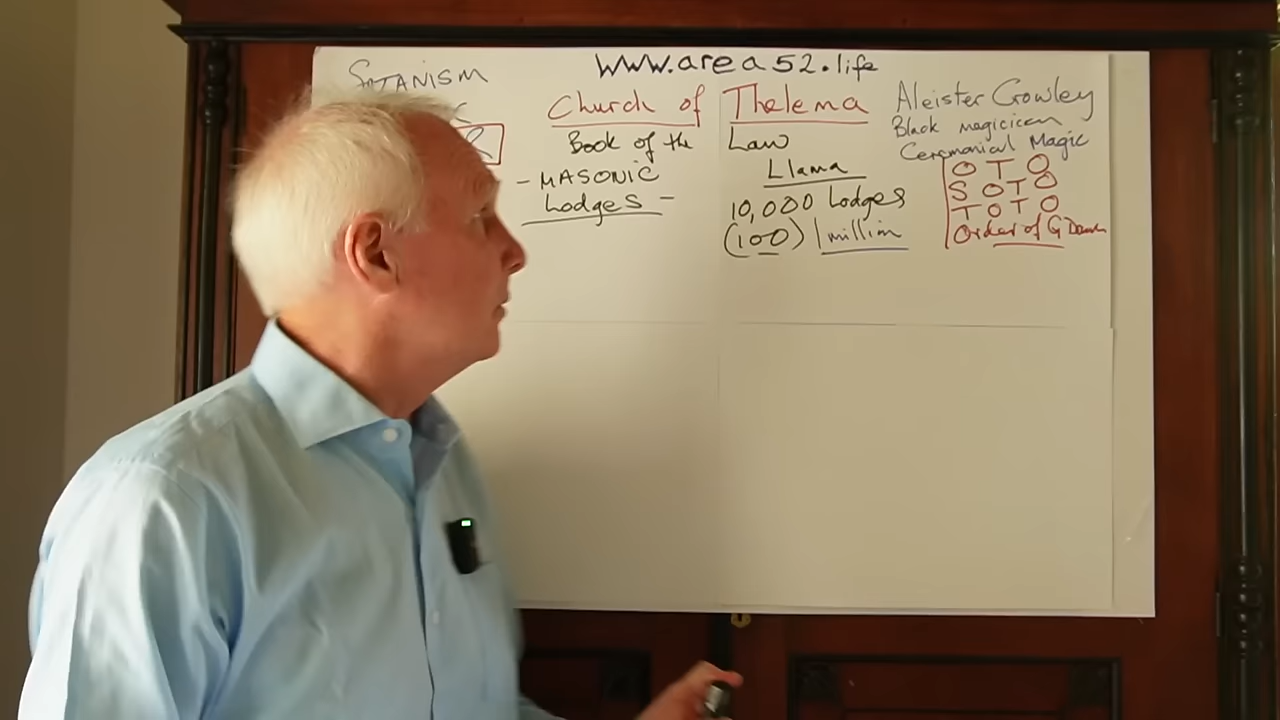 www.area52.life
SATANISM
Church of Thelema
Book of the Law
- MASONIC
Lodges -
Llama
10,000 Lodges
(100) 1 million
Aleister Crowley
Black magician
Ceremonial Magic
O T O
S O T O
T O T O
Order of G Dawn